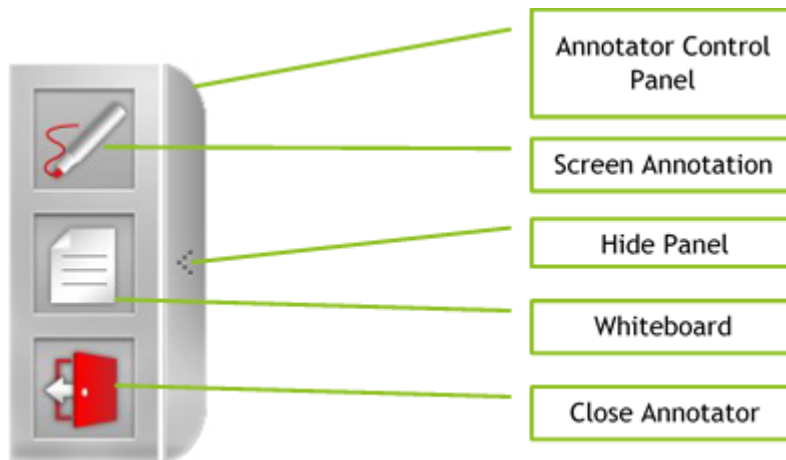 Annotator Control
Panel
Screen Annotation
Hide Panel
Whiteboard
Close Annotator